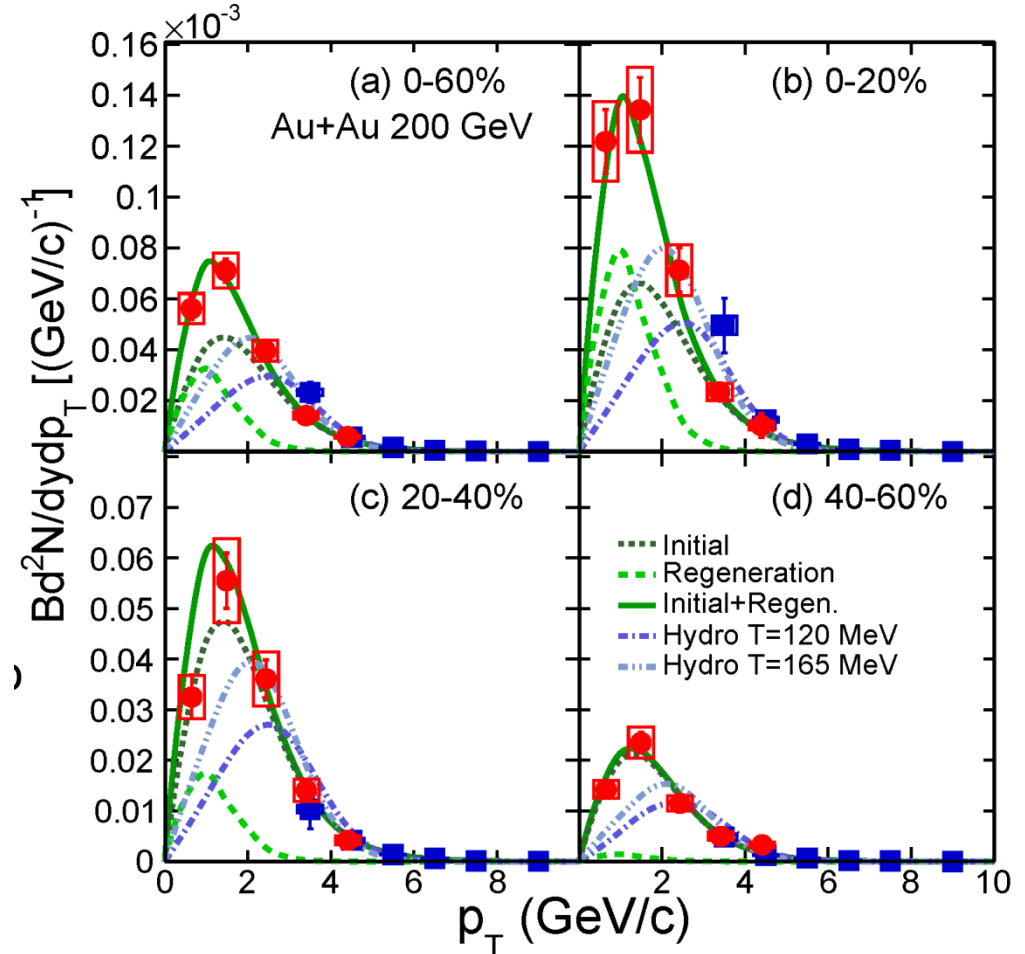 ×10⁻³
0.16
0.14
0.12
0.1
0.08
0.06
0.04
0.02
(a) 0-60%
Au+Au 200 GeV
(b) 0-20%
Bd²N/dydp_T [(GeV/c)⁻¹]
0.07
0.06
0.05
0.04
0.03
0.02
0.01
0
(c) 20-40%
(d) 40-60%
Initial
Regeneration
Initial+Regen.
Hydro T=120 MeV
Hydro T=165 MeV
0 2 4 6 8 2 4 6 8 10
p_T (GeV/c)